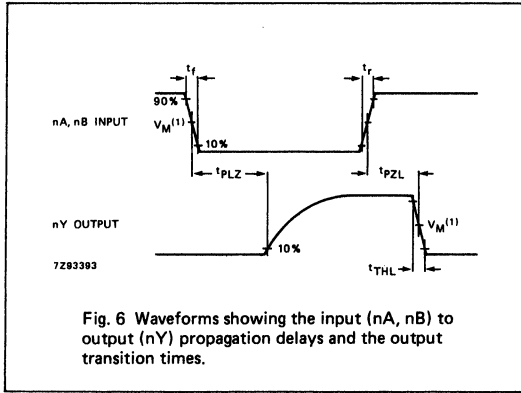 tf
tr
90%
nA, nB INPUT
VM(1)
10%
tPLZ
tPZL
nY OUTPUT
VM(1)
10%
7Z93393
tTHL
Fig. 6 Waveforms showing the input (nA, nB) to
output (nY) propagation delays and the output
transition times.